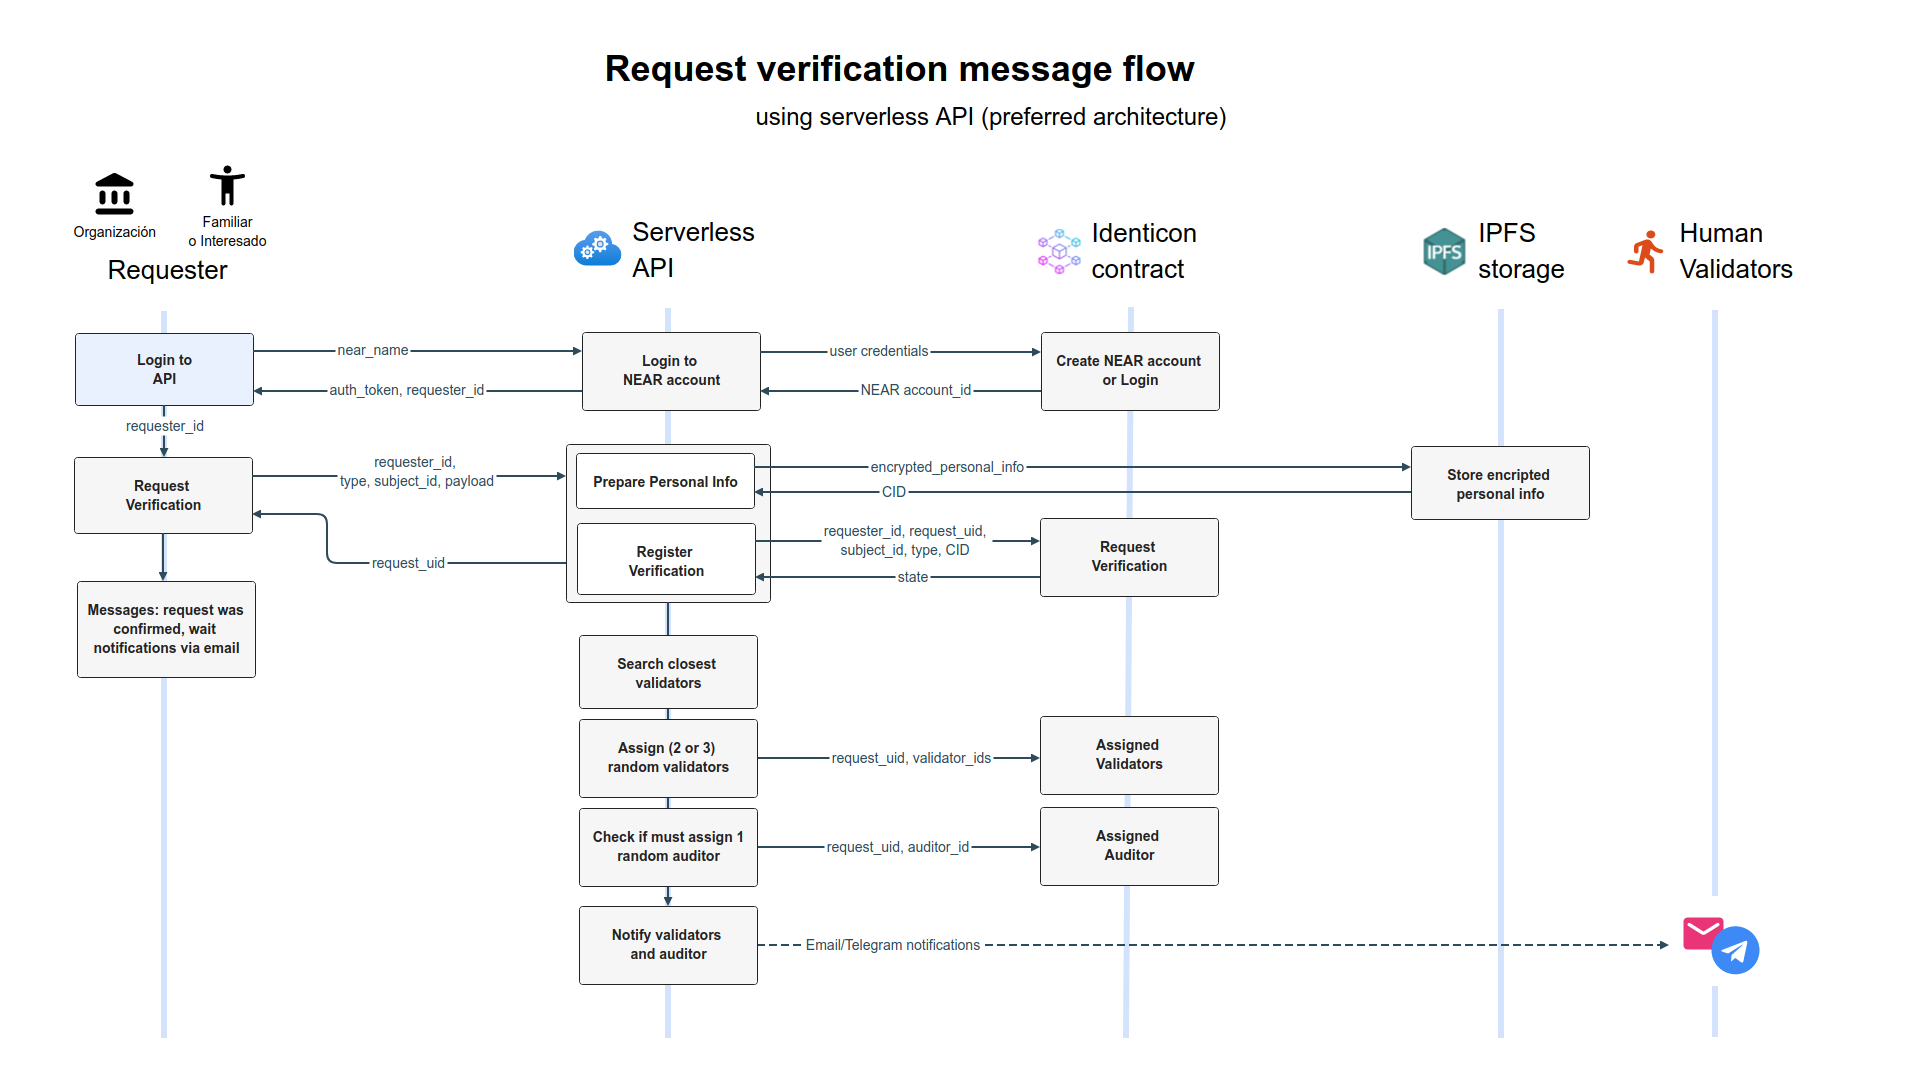 Request verification message flow
using serverless API (preferred architecture)
Organización
Familiar
o Interesado
Requester
Serverless
API
Identicon
contract
IPFS
IPFS
storage
Human
Validators
Login to
API
near_name
auth_token, requester_id
Login to
NEAR account
user credentials
NEAR account_id
Create NEAR account
or Login
requester_id
Request
Verification
requester_id,
type, subject_id, payload
request_uid
Prepare Personal Info
encrypted_personal_info
CID
Store encripted
personal info
Register
Verification
requester_id, request_uid,
subject_id, type, CID
state
Request
Verification
Messages: request was
confirmed, wait
notifications via email
Search closest
validators
Assign (2 or 3)
random validators
request_uid, validator_ids
Assigned
Validators
Check if must assign 1
random auditor
request_uid, auditor_id
Assigned
Auditor
Notify validators
and auditor
Email/Telegram notifications